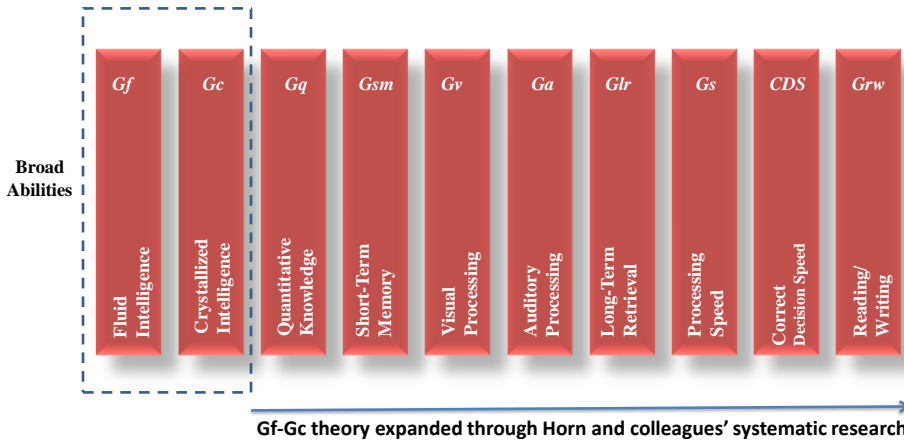 Gf
Gc
Gq
Gsm
Gv
Ga
Glr
Gs
CDS
Grw
Broad
Abilities
Fluid
Intelligence
Crystallized
Intelligence
Quantitative
Knowledge
Short-Term
Memory
Visual
Processing
Auditory
Processing
Long-Term
Retrieval
Processing
Speed
Correct
Decision Speed
Reading/
Writing
Gf-Gc theory expanded through Horn and colleagues’ systematic research